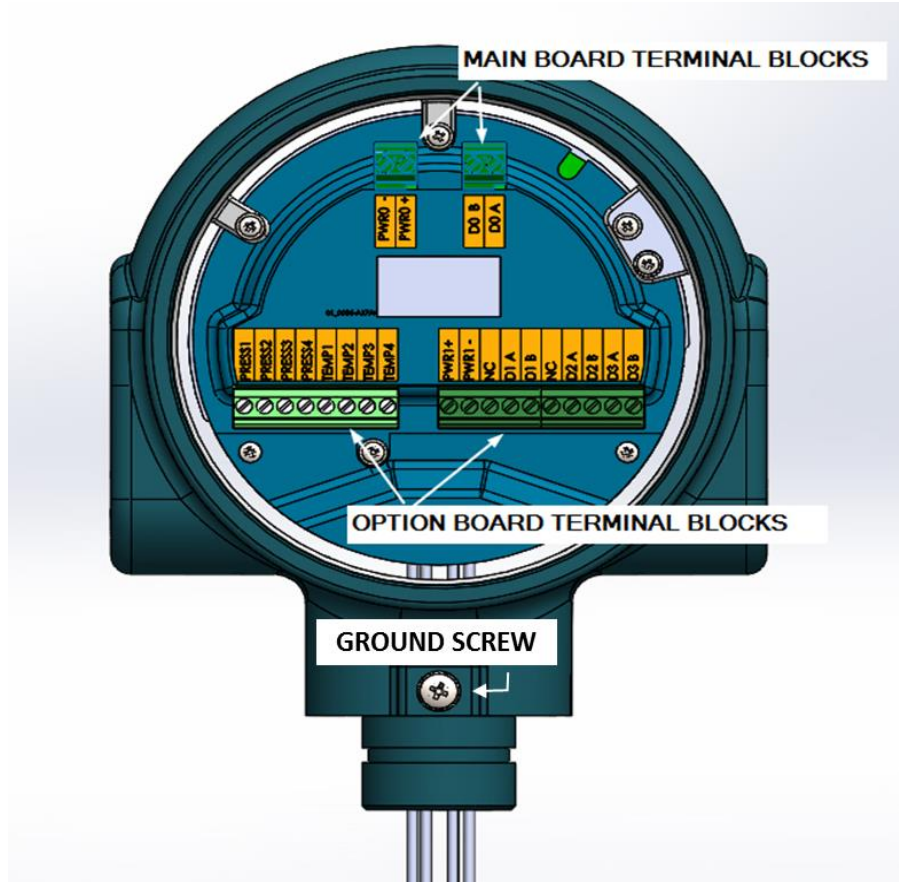 MAIN BOARD TERMINAL BLOCKS
PWR0 -
PWR0 +
D0 B
D0 A
PRESS1
PRESS2
PRESS3
PRESS4
TEMP1
TEMP2
TEMP3
TEMP4
PWR1+
PWR1 -
NC
D1 A
D1 B
NC
D2 A
D2 B
D3 A
D3 B
OPTION BOARD TERMINAL BLOCKS
GROUND SCREW